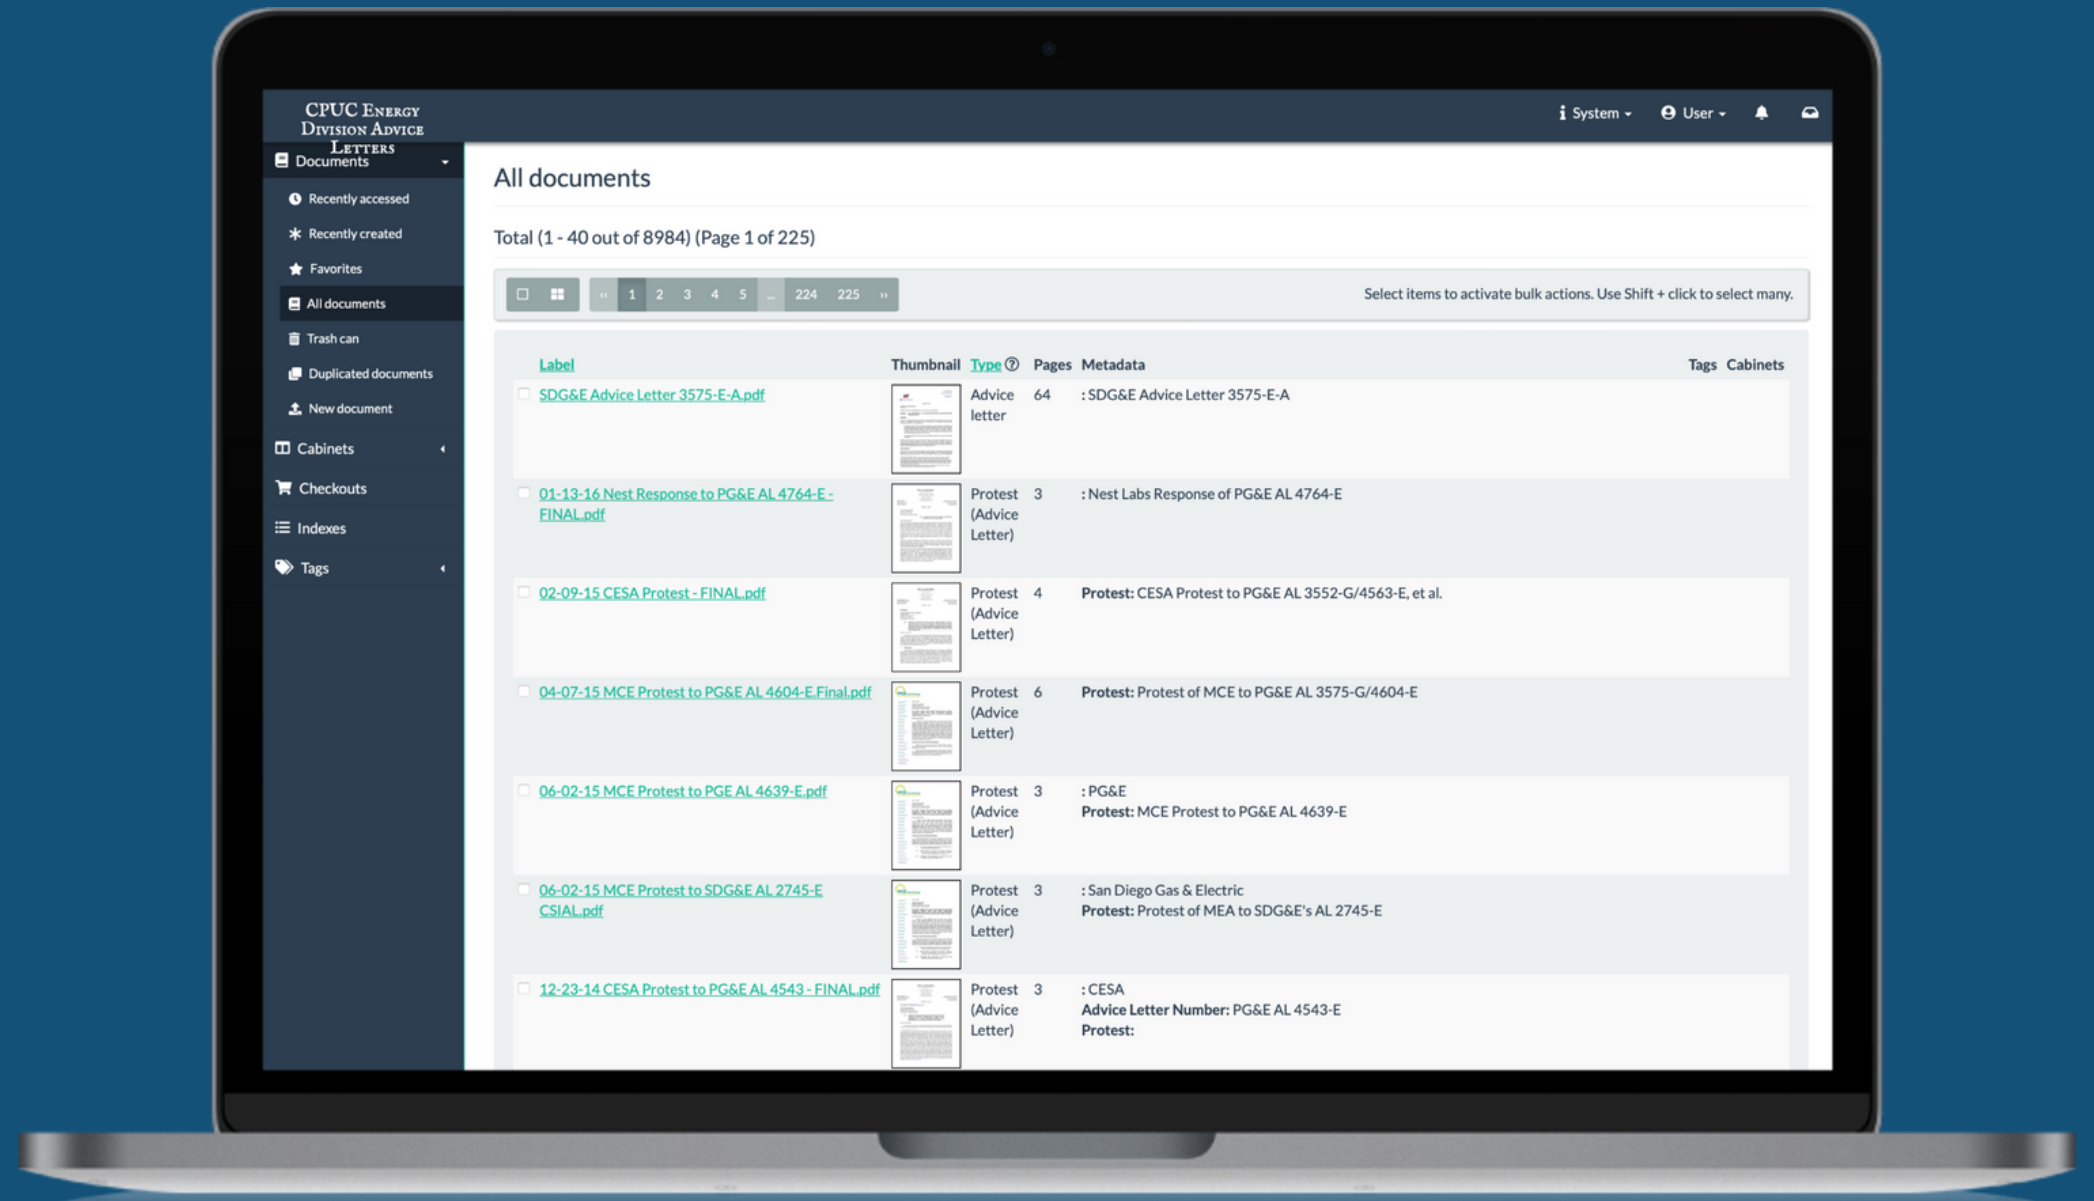 CPUC Energy
Division Advice
Letters
System
User
Documents
Recently accessed
Recently created
Favorites
All documents
Trash can
Duplicated documents
New document
Cabinets
Checkouts
Indexes
Tags
All documents
Total (1 - 40 out of 8984) (Page 1 of 225)
‹‹ 1 2 3 4 5 ... 224 225 ››
Select items to activate bulk actions. Use Shift + click to select many.
Label Thumbnail Type Pages Metadata Tags Cabinets
SDG&E Advice Letter 3575-E-A.pdf Advice 64 : SDG&E Advice Letter 3575-E-A
letter
01-13-16 Nest Response to PG&E AL 4764-E - Protest 3 : Nest Labs Response of PG&E AL 4764-E
FINAL.pdf (Advice
Letter)
02-09-15 CESA Protest - FINAL.pdf Protest 4 Protest: CESA Protest to PG&E AL 3552-G/4563-E, et al.
(Advice
Letter)
04-07-15 MCE Protest to PG&E AL 4604-E.Final.pdf Protest 6 Protest: Protest of MCE to PG&E AL 3575-G/4604-E
(Advice
Letter)
06-02-15 MCE Protest to PGE AL 4639-E.pdf Protest 3 : PG&E
(Advice Protest: MCE Protest to PG&E AL 4639-E
Letter)
06-02-15 MCE Protest to SDG&E AL 2745-E Protest 3 : San Diego Gas & Electric
CSIAL.pdf (Advice Protest: Protest of MEA to SDG&E's AL 2745-E
Letter)
12-23-14 CESA Protest to PG&E AL 4543 - FINAL.pdf Protest 3 : CESA
(Advice Advice Letter Number: PG&E AL 4543-E
Letter) Protest: